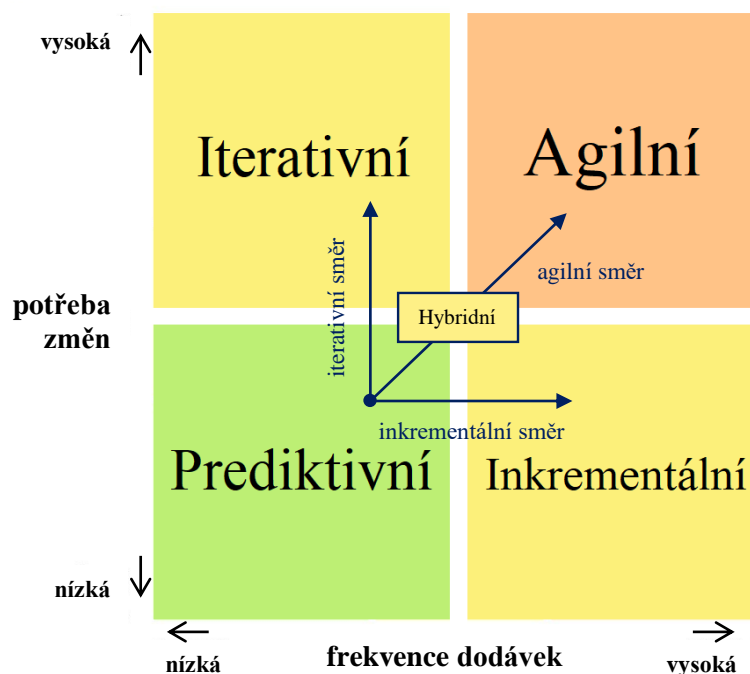 vysoká
Iterativní
Agilní
iterativní směr
agilní směr
potřeba
změn
Hybridní
inkrementální směr
Prediktivní
Inkrementální
nízká
nízká
frekvence dodávek
vysoká